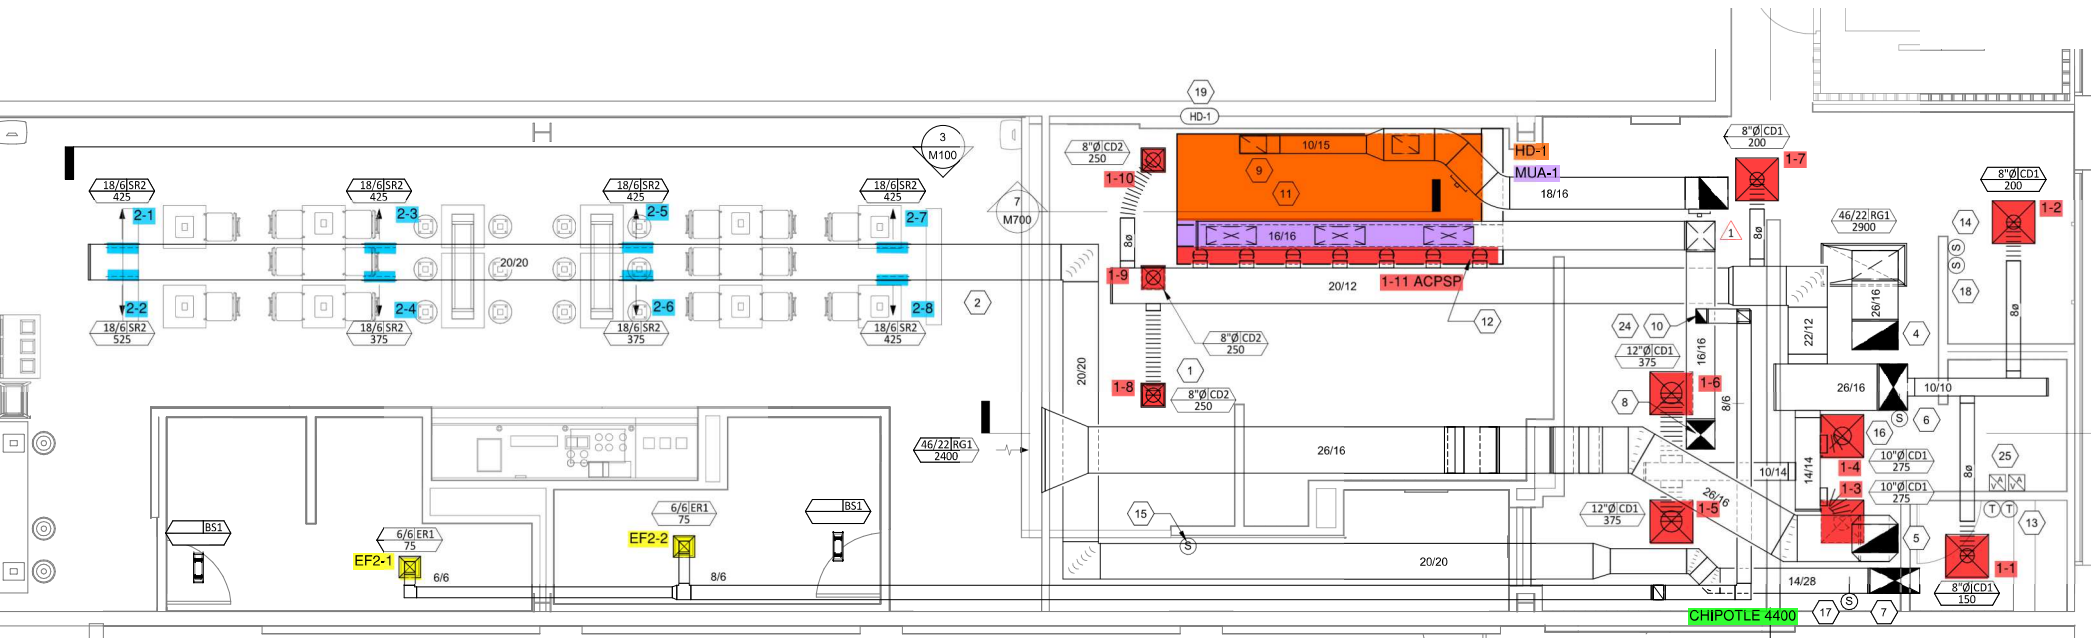 19
HD-1
3
M100
8"Ø CD2
250
1-10
10/15
9
11
HD-1
MUA-1
18/16
8"Ø CD1
200
1-7
8"Ø CD1
200
1-2
18/6 SR2
425
18/6 SR2
425
18/6 SR2
425
18/6 SR2
425
2-1
2-3
2-5
2-7
7
M700
8ø
16/16
1
8ø
46/22 RG1
2900
14
S
S
18
20/20
2-2
2-4
2-6
2-8
18/6 SR2
525
18/6 SR2
375
18/6 SR2
375
18/6 SR2
425
2
1-9
1-11 ACPSP
20/12
12
26/16
8ø
24
10
22/12
4
8"Ø CD2
250
12"Ø CD1
375
16/16
20/20
1
1-8
8"Ø CD2
250
1-6
8
8/6
26/16
10/10
S
6
46/22 RG1
2400
26/16
16
10"Ø CD1
275
1-4
10/14
14/14
8ø
25
V A
V A
1-3
10"Ø CD1
275
26/16
T
T
13
BS1
6/6 ER1
75
BS1
6/6 ER1
75
EF2-2
EF2-1
6/6
8/6
15
S
12"Ø CD1
375
1-5
5
20/20
14/28
1-1
8"Ø CD1
150
CHIPOTLE 4400
17
S
7